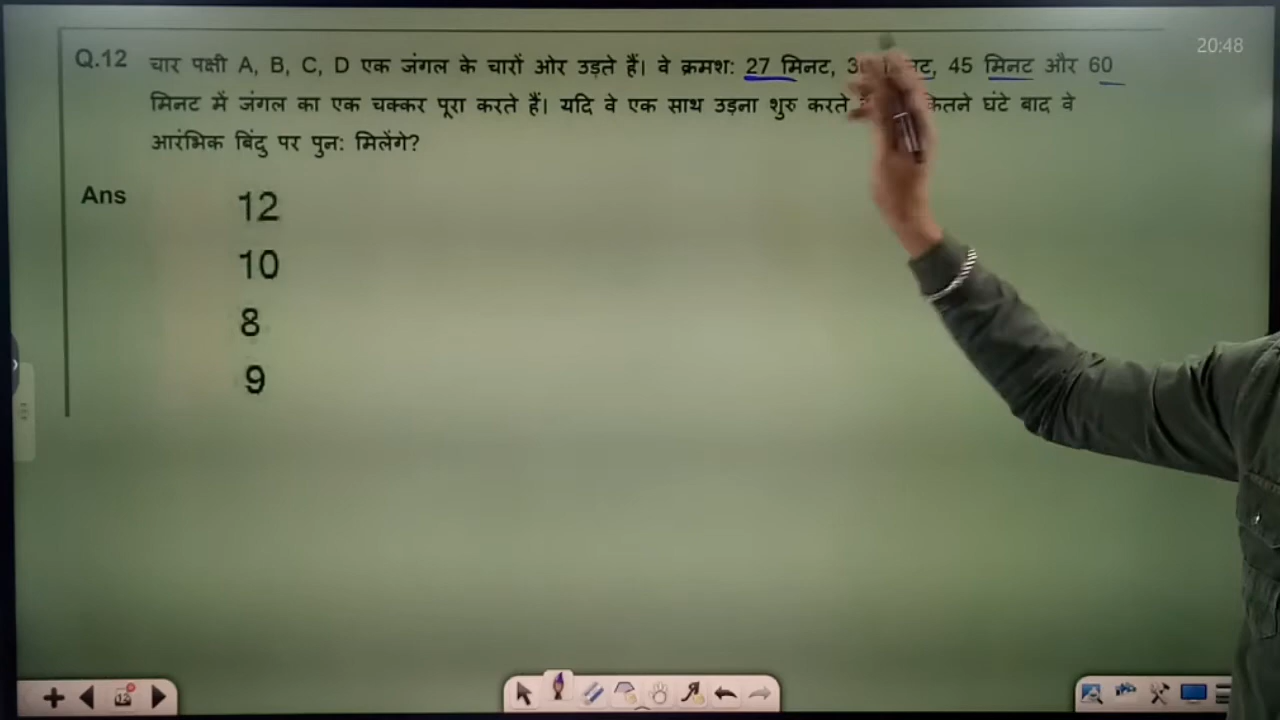 20:48
Q.12 चार पक्षी A, B, C, D एक जंगल के चारों ओर उड़ते हैं। वे क्रमश: 27 मिनट, 45 मिनट और 60
मिनट में जंगल का एक चक्कर पूरा करते हैं। यदि वे एक साथ उड़ना शुरु करते कितने घंटे बाद वे
आरंभिक बिंदु पर पुन: मिलेंगे?
Ans
12
10
8
9